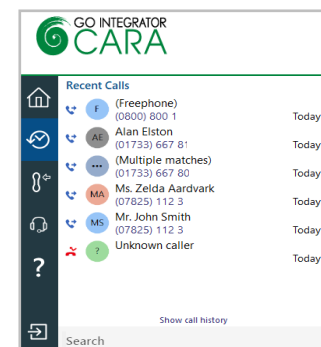 GO INTEGRATOR
CARA
Recent Calls
F (Freephone)
(0800) 800 1 Today
AE Alan Elston
(01733) 667 81 Today
... (Multiple matches)
(01733) 667 80 Today
MA Ms. Zelda Aardvark
(07825) 112 3 Today
MS Mr. John Smith
(07825) 112 3 Today
? Unknown caller
Today
?
Show call history
Search